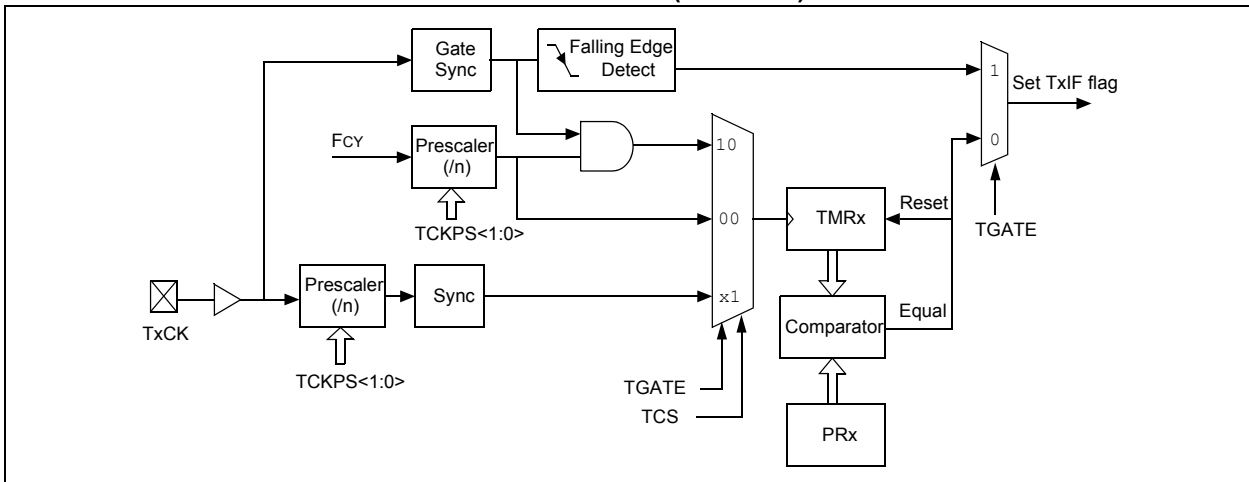 Gate
Sync
Falling Edge
Detect
1
Set TxIF flag
0
FCY
Prescaler
(/n)
10
TCKPS<1:0>
00
TMRx
Reset
TGATE
TxCK
Prescaler
(/n)
Sync
x1
Comparator
Equal
TCKPS<1:0>
TGATE
TCS
PRx